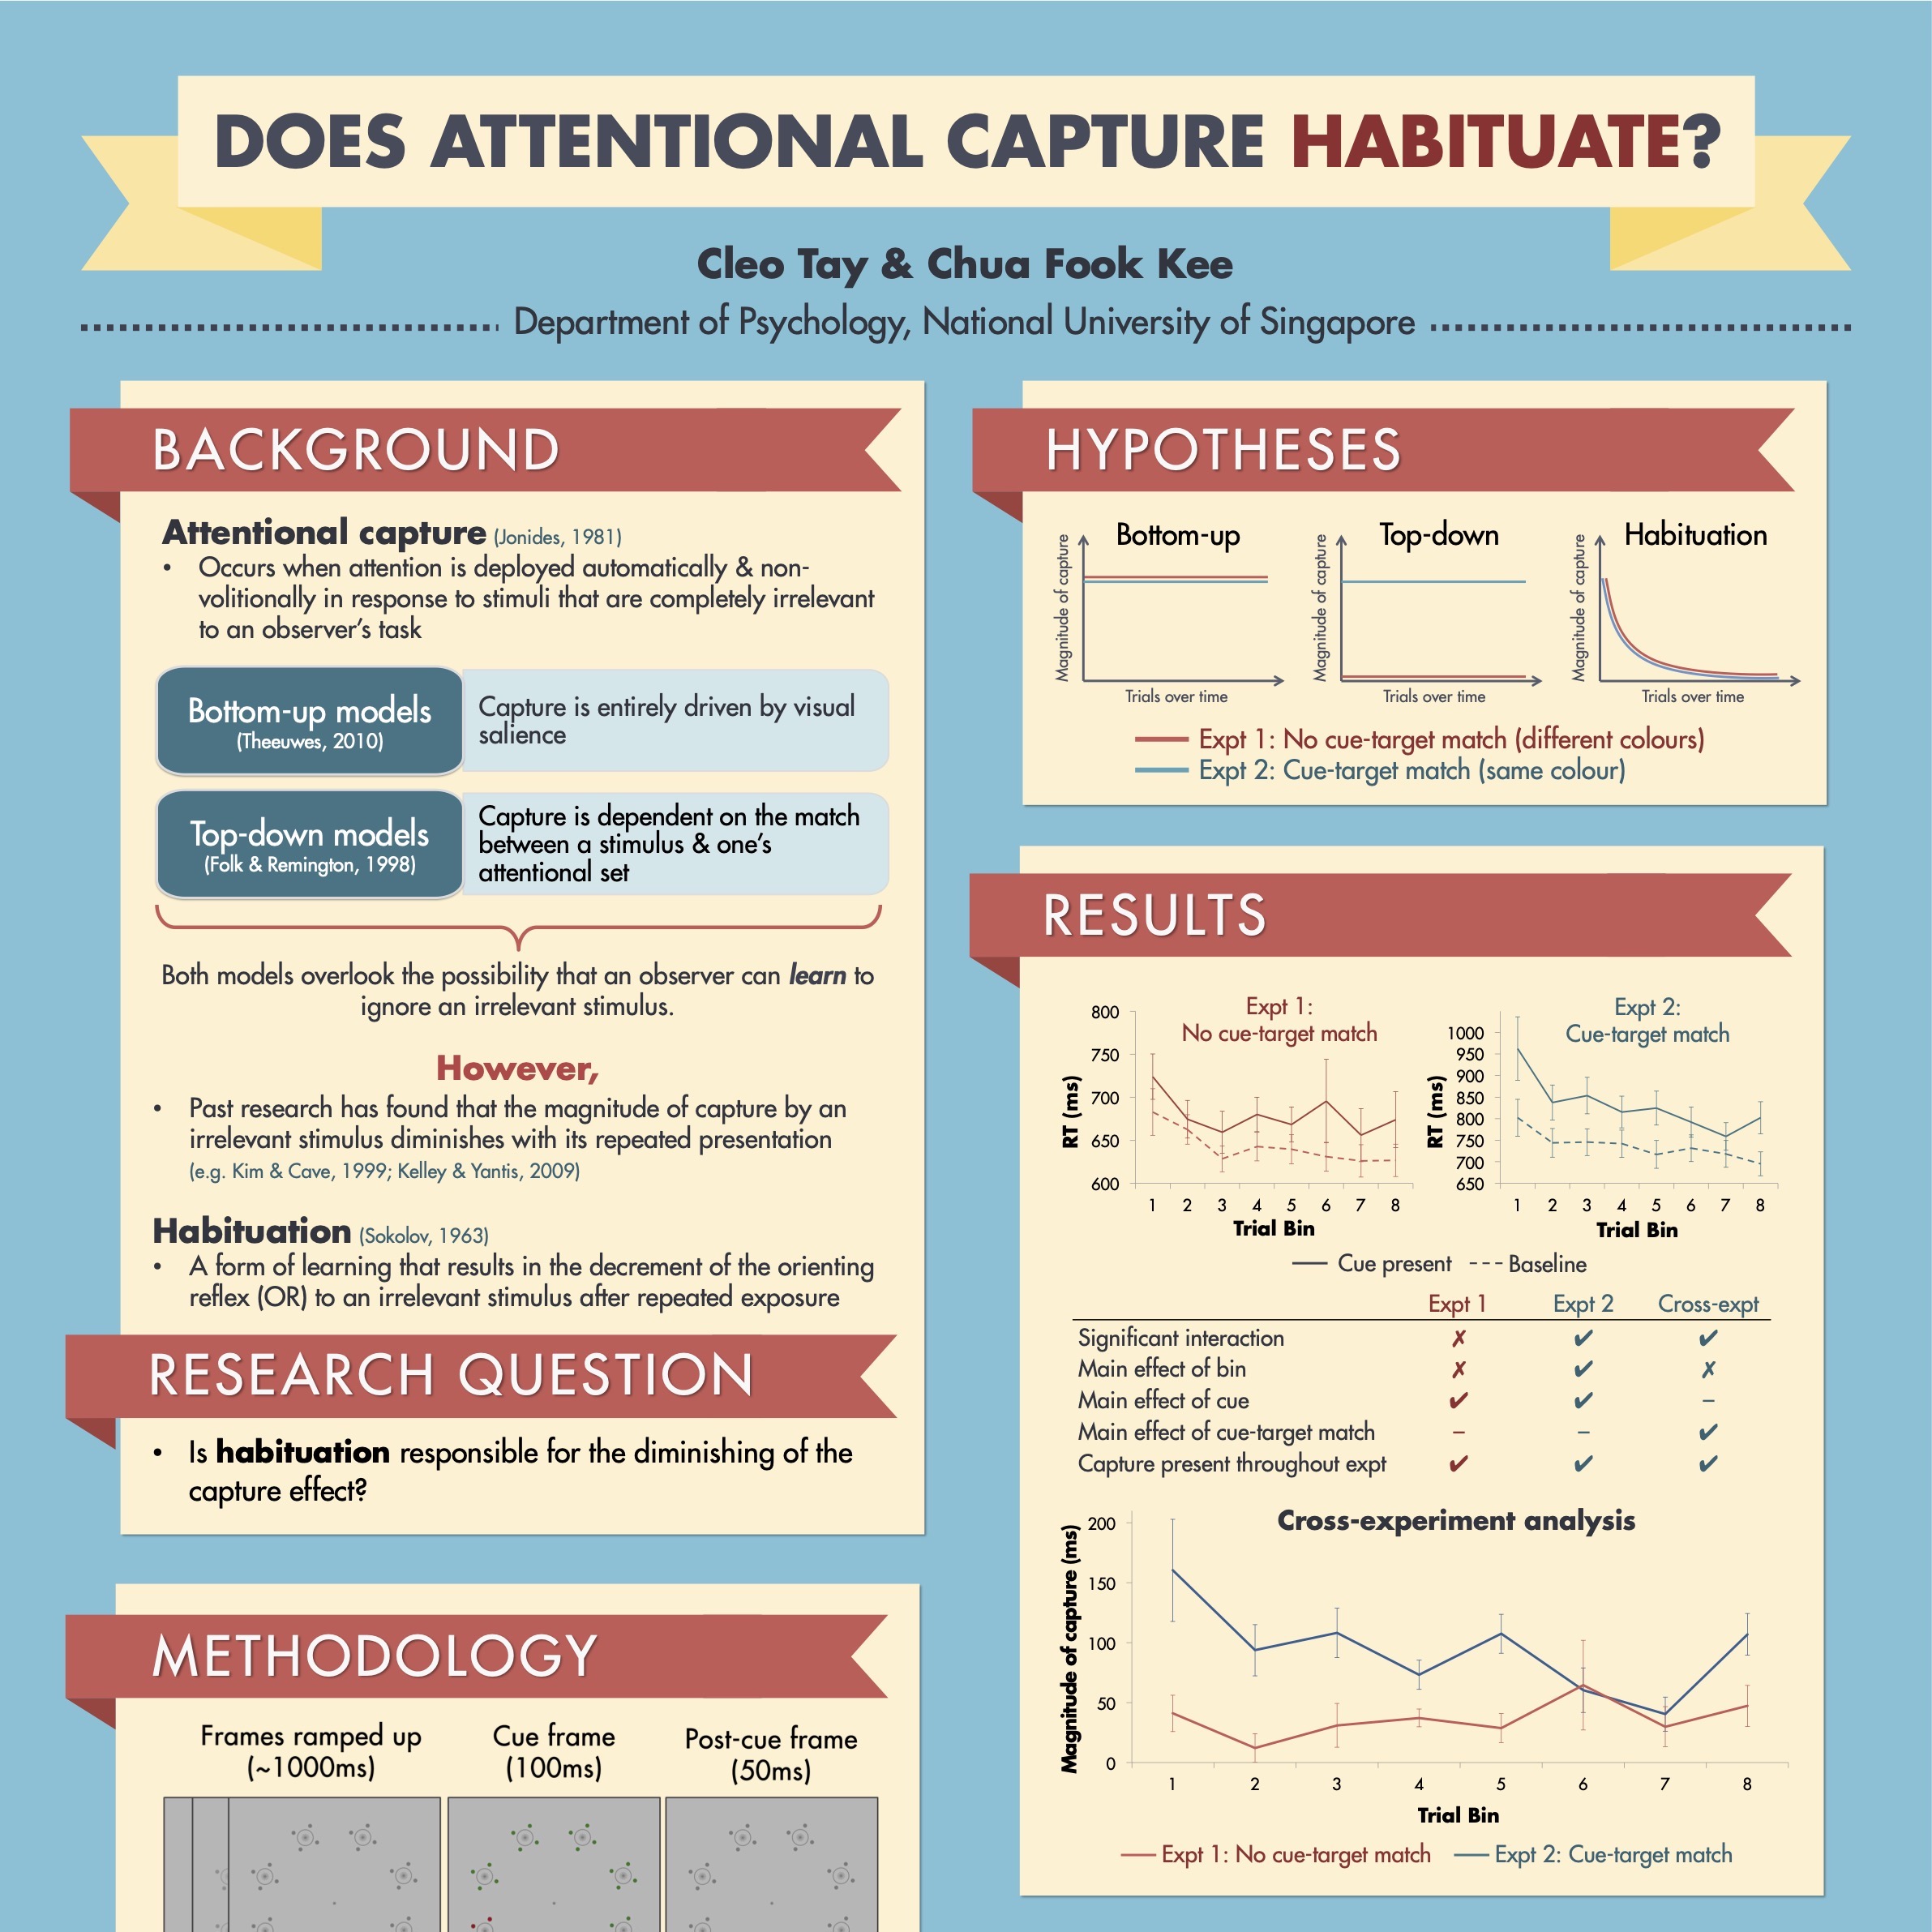 DOES ATTENTIONAL CAPTURE HABITUATE?
Cleo Tay & Chua Fook Kee
Department of Psychology, National University of Singapore
BACKGROUND
Attentional capture (Jonides, 1981)
• Occurs when attention is deployed automatically & non-
volitionally in response to stimuli that are completely irrelevant
to an observer's task
Bottom-up models
(Theeuwes, 2010)
Capture is entirely driven by visual
salience
Top-down models
(Folk & Remington, 1998)
Capture is dependent on the match
between a stimulus & one's
attentional set
Both models overlook the possibility that an observer can learn to
ignore an irrelevant stimulus.
However,
• Past research has found that the magnitude of capture by an
irrelevant stimulus diminishes with its repeated presentation
(e.g. Kim & Cave, 1999; Kelley & Yantis, 2009)
Habituation (Sokolov, 1963)
• A form of learning that results in the decrement of the orienting
reflex (OR) to an irrelevant stimulus after repeated exposure
RESEARCH QUESTION
• Is habituation responsible for the diminishing of the
capture effect?
METHODOLOGY
Frames ramped up
(~1000ms)
Cue frame
(100ms)
Post-cue frame
(50ms)
HYPOTHESES
Bottom-up
Magnitude of capture
Trials over time
Top-down
Magnitude of capture
Trials over time
Habituation
Magnitude of capture
Trials over time
Expt 1: No cue-target match (different colours)
Expt 2: Cue-target match (same colour)
RESULTS
Expt 1:
No cue-target match
RT (ms)
800
750
700
650
600
1 2 3 4 5 6 7 8
Trial Bin
Expt 2:
Cue-target match
RT (ms)
1000
950
900
850
800
750
700
650
1 2 3 4 5 6 7 8
Trial Bin
Cue present Baseline
Expt 1 Expt 2 Cross-expt
Significant interaction ✗ ✔ ✔
Main effect of bin ✗ ✔ ✗
Main effect of cue ✔ ✔ –
Main effect of cue-target match – – ✔
Capture present throughout expt ✔ ✔ ✔
Cross-experiment analysis
Magnitude of capture (ms)
200
150
100
50
0
1 2 3 4 5 6 7 8
Trial Bin
Expt 1: No cue-target match Expt 2: Cue-target match